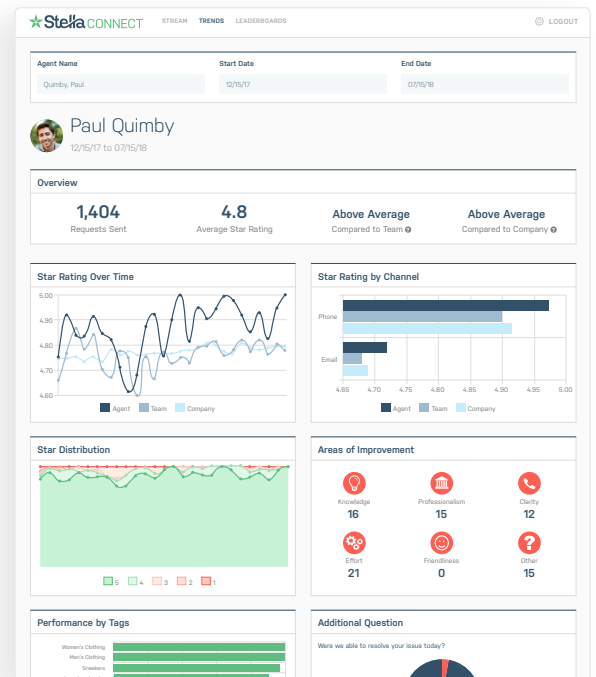 Stella CONNECT STREAM TRENDS LEADERBOARDS LOGOUT
Agent Name Start Date End Date
Quimby, Paul 12/15/17 07/15/18
Paul Quimby
12/15/17 to 07/15/18
Overview
1,404 4.8 Above Average Above Average
Requests Sent Average Star Rating Compared to Team Compared to Company
Star Rating Over Time
5.00
4.90
4.80
4.70
4.60
Agent Team Company
Star Rating by Channel
Phone
Email
4.65 4.70 4.75 4.80 4.85 4.90 4.95 5.00
Agent Team Company
Star Distribution
5 4 3 2 1
Areas of Improvement
Knowledge Professionalism Clarity
16 15 12
Effort Friendliness Other
21 0 15
Performance by Tags
Women's Clothing
Men's Clothing
Sneakers
Additional Question
Were we able to resolve your issue today?